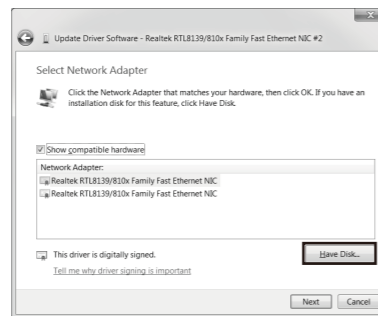 Update Driver Software - Realtek RTL8139/810x Family Fast Ethernet NIC #2
Select Network Adapter
Click the Network Adapter that matches your hardware, then click OK. If you have an
installation disk for this feature, click Have Disk.
Show compatible hardware
Network Adapter:
Realtek RTL8139/810x Family Fast Ethernet NIC
Realtek RTL8139/810x Family Fast Ethernet NIC
This driver is digitally signed.
Have Disk...
Tell me why driver signing is important
Next Cancel